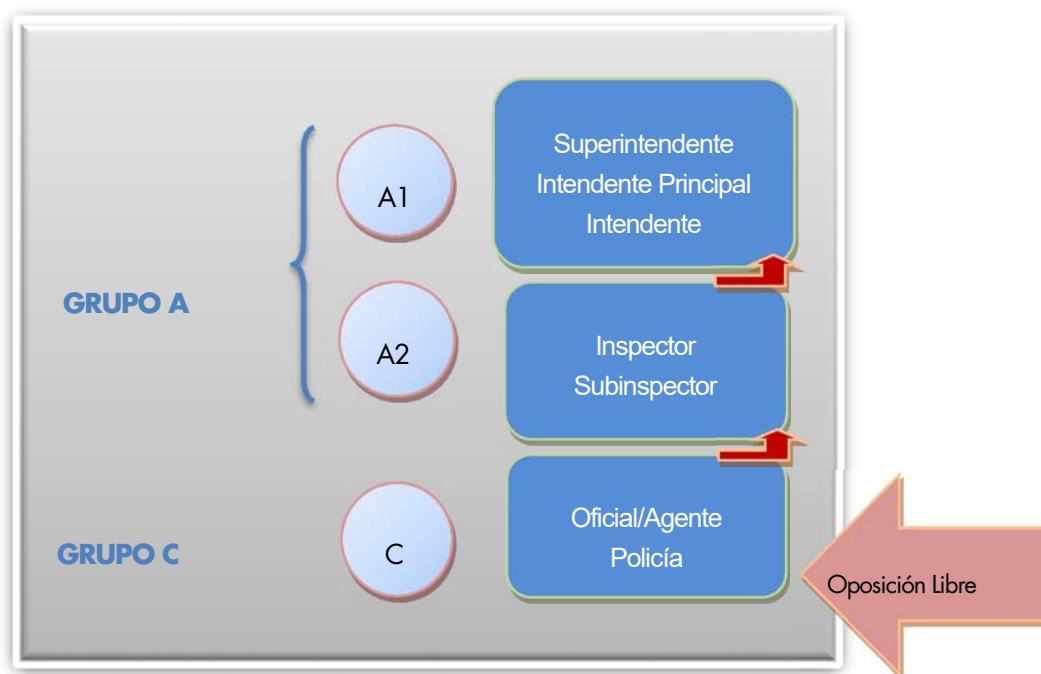 GRUPO A
A1
Superintendente
Intendente Principal
Intendente
A2
Inspector
Subinspector
GRUPO C
C
Oficial/Agente
Policía
Oposición Libre